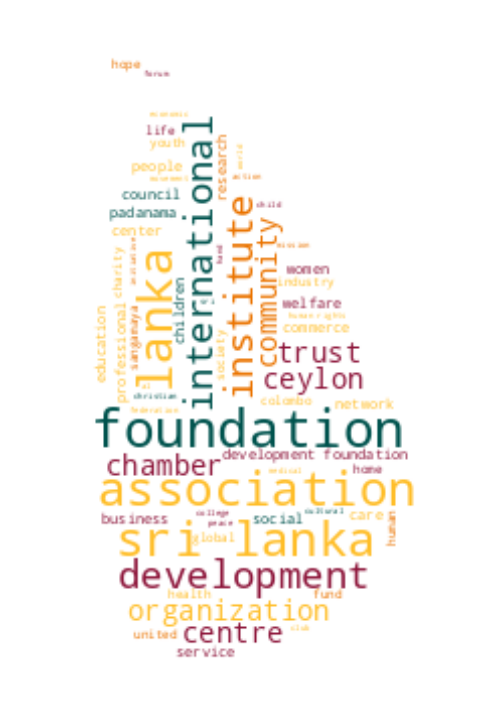 hope
forum
economic
life
youth
international
research
world
people
movement
action
council
child
padanama
institute
center
community
association
lanka
charity
fund
mission
women
children
industry
professional
welfare
sanganaya
education
human rights
society
commerce
trust
ceylon
christian
colombo
network
federation
foundation
development foundation
chamber
home
medical
association
college
cultural
business
social
care
peace
human
sri lanka
global
development
health
fund
organization
united
centre
club
service